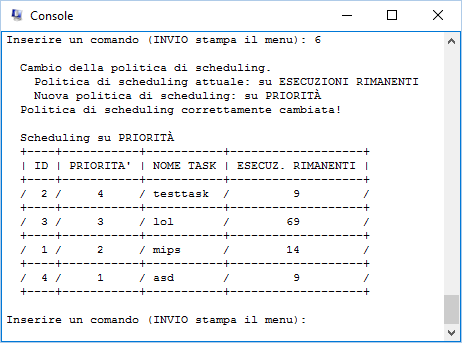 Console
Inserire un comando (INVIO stampa il menu): 6
Cambio della politica di scheduling.
Politica di scheduling attuale: su ESECUZIONI RIMANENTI
Nuova politica di scheduling: su PRIORITÀ
Politica di scheduling correttamente cambiata!
Scheduling su PRIORITÀ
+----+-----------+-----------+-------------------+
| ID | PRIORITA' | NOME TASK | ESECUZ. RIMANENTI |
+----+-----------+-----------+-------------------+
/ 2 / 4 / testtask / 9 /
+----+-----------+-----------+-------------------+
/ 3 / 3 / lol / 69 /
+----+-----------+-----------+-------------------+
/ 1 / 2 / mips / 14 /
+----+-----------+-----------+-------------------+
/ 4 / 1 / asd / 9 /
+----+-----------+-----------+-------------------+
Inserire un comando (INVIO stampa il menu):